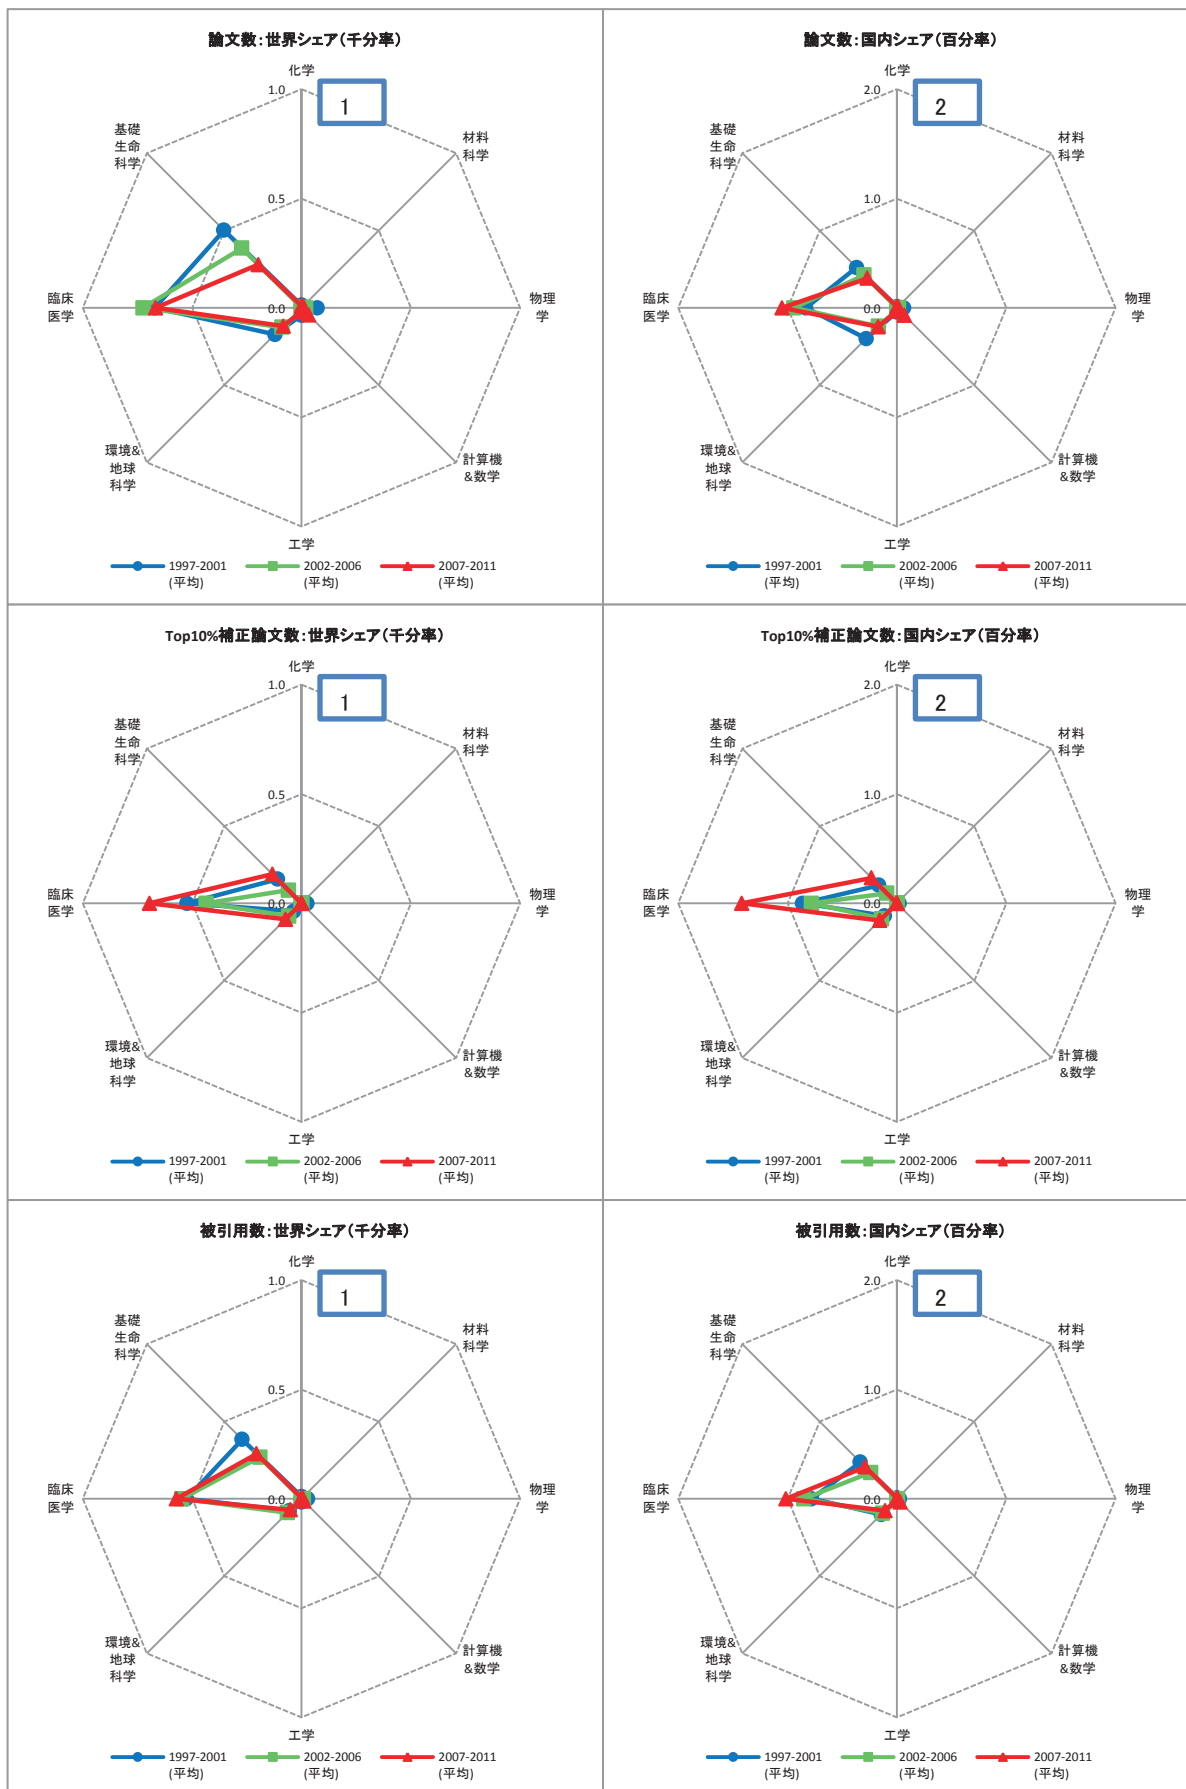 論文数:世界シェア(千分率)
化学
1.0
1
基礎
生命
科学
材料
科学
0.5
臨床
医学
0.0
物理
学
環境&
地球
科学
計算機
&数学
工学
1997-2001
(平均)
2002-2006
(平均)
2007-2011
(平均)
論文数:国内シェア(百分率)
化学
2.0
2
基礎
生命
科学
材料
科学
1.0
臨床
医学
0.0
物理
学
環境&
地球
科学
計算機
&数学
工学
1997-2001
(平均)
2002-2006
(平均)
2007-2011
(平均)
Top10%補正論文数:世界シェア(千分率)
化学
1.0
1
基礎
生命
科学
材料
科学
0.5
臨床
医学
0.0
物理
学
環境&
地球
科学
計算機
&数学
工学
1997-2001
(平均)
2002-2006
(平均)
2007-2011
(平均)
Top10%補正論文数:国内シェア(百分率)
化学
2.0
2
基礎
生命
科学
材料
科学
1.0
臨床
医学
0.0
物理
学
環境&
地球
科学
計算機
&数学
工学
1997-2001
(平均)
2002-2006
(平均)
2007-2011
(平均)
被引用数:世界シェア(千分率)
化学
1.0
1
基礎
生命
科学
材料
科学
0.5
臨床
医学
0.0
物理
学
環境&
地球
科学
計算機
&数学
工学
1997-2001
(平均)
2002-2006
(平均)
2007-2011
(平均)
被引用数:国内シェア(百分率)
化学
2.0
2
基礎
生命
科学
材料
科学
1.0
臨床
医学
0.0
物理
学
環境&
地球
科学
計算機
&数学
工学
1997-2001
(平均)
2002-2006
(平均)
2007-2011
(平均)